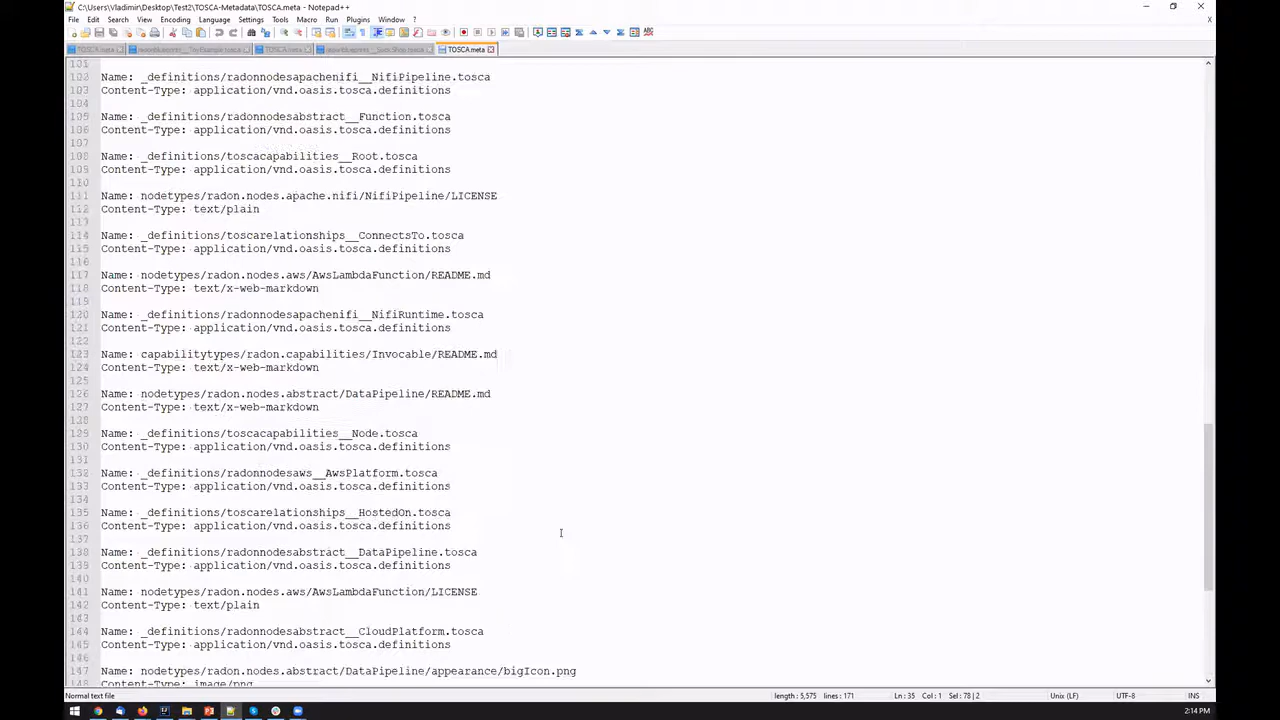 C:\Users\Vladimir\Desktop\Test2\TOSCA-Metadata\TOSCA.meta - Notepad++
File Edit Search View Encoding Language Settings Tools Macro Run Plugins Window ?
TOSCA.meta
101
102 Name: _definitions/radonnodesapachenifi__NifiPipeline.tosca
103 Content-Type: application/vnd.oasis.tosca.definitions
104
105 Name: _definitions/radonnodesabstract__Function.tosca
106 Content-Type: application/vnd.oasis.tosca.definitions
107
108 Name: _definitions/toscacapabilities__Root.tosca
109 Content-Type: application/vnd.oasis.tosca.definitions
110
111 Name: nodetypes/radon.nodes.apache.nifi/NifiPipeline/LICENSE
112 Content-Type: text/plain
113
114 Name: _definitions/toscarelationships__ConnectsTo.tosca
115 Content-Type: application/vnd.oasis.tosca.definitions
116
117 Name: nodetypes/radon.nodes.aws/AwsLambdaFunction/README.md
118 Content-Type: text/x-web-markdown
119
120 Name: _definitions/radonnodesapachenifi__NifiRuntime.tosca
121 Content-Type: application/vnd.oasis.tosca.definitions
122
123 Name: capabilitytypes/radon.capabilities/Invocable/README.md
124 Content-Type: text/x-web-markdown
125
126 Name: nodetypes/radon.nodes.abstract/DataPipeline/README.md
127 Content-Type: text/x-web-markdown
128
129 Name: _definitions/toscacapabilities__Node.tosca
130 Content-Type: application/vnd.oasis.tosca.definitions
131
132 Name: _definitions/radonnodesaws__AwsPlatform.tosca
133 Content-Type: application/vnd.oasis.tosca.definitions
134
135 Name: _definitions/toscarelationships__HostedOn.tosca
136 Content-Type: application/vnd.oasis.tosca.definitions
137
138 Name: _definitions/radonnodesabstract__DataPipeline.tosca
139 Content-Type: application/vnd.oasis.tosca.definitions
140
141 Name: nodetypes/radon.nodes.aws/AwsLambdaFunction/LICENSE
142 Content-Type: text/plain
143
144 Name: _definitions/radonnodesabstract__CloudPlatform.tosca
145 Content-Type: application/vnd.oasis.tosca.definitions
146
147 Name: nodetypes/radon.nodes.abstract/DataPipeline/appearance/bigIcon.png
148 Content-Type: image/png
Normal text file length : 5,575 lines : 171 Ln : 35 Col : 1 Sel : 78 | 2 Unix (LF) UTF-8 INS
2:14 PM